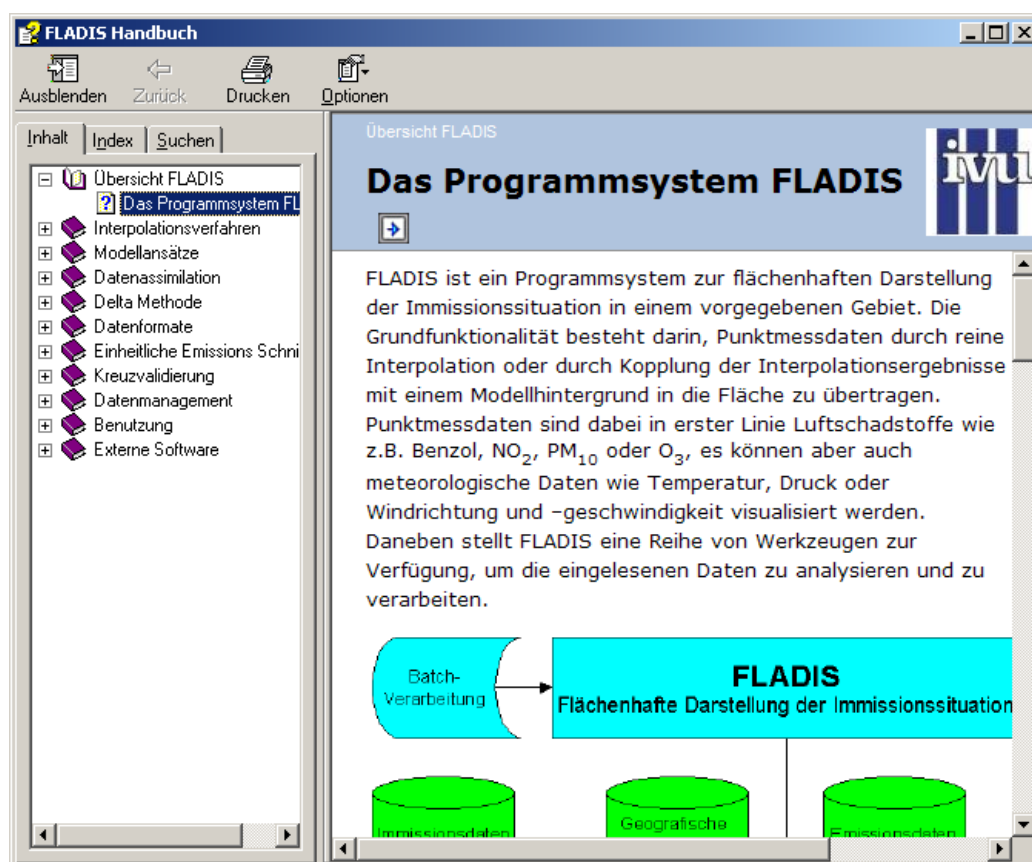 FLADIS Handbuch
Ausblenden Zurück Drucken Optionen
Inhalt Index Suchen
Übersicht FLADIS
Das Programmsystem FL
Interpolationsverfahren
Modellansätze
Datenassimilation
Delta Methode
Datenformate
Einheitliche Emissions Schni
Kreuzvalidierung
Datenmanagement
Benutzung
Externe Software
Übersicht FLADIS
Das Programmsystem FLADIS
ivu
FLADIS ist ein Programmsystem zur flächenhaften Darstellung
der Immissionssituation in einem vorgegebenen Gebiet. Die
Grundfunktionalität besteht darin, Punktmessdaten durch reine
Interpolation oder durch Kopplung der Interpolationsergebnisse
mit einem Modellhintergrund in die Fläche zu übertragen.
Punktmessdaten sind dabei in erster Linie Luftschadstoffe wie
z.B. Benzol, NO₂, PM₁₀ oder O₃, es können aber auch
meteorologische Daten wie Temperatur, Druck oder
Windrichtung und –geschwindigkeit visualisiert werden.
Daneben stellt FLADIS eine Reihe von Werkzeugen zur
Verfügung, um die eingelesenen Daten zu analysieren und zu
verarbeiten.
Batch-
Verarbeitung
FLADIS
Flächenhafte Darstellung der Immissionssituation
Immissionsdaten
Geografische
Emissionsdaten